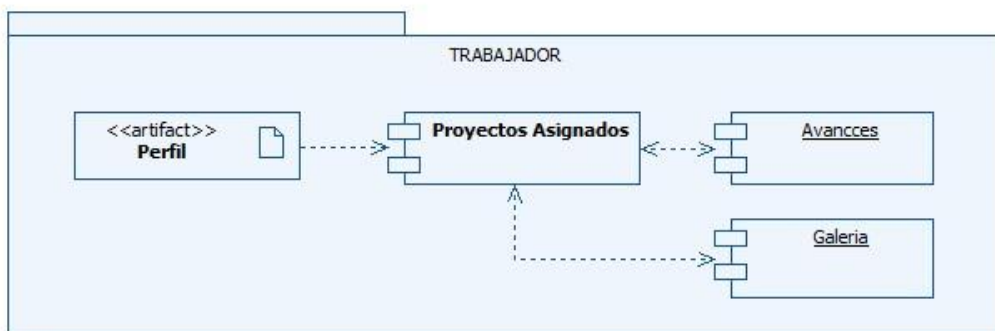 TRABAJADOR
<<artifact>>
Perfil
Proyectos Asignados
Avancces
Galeria